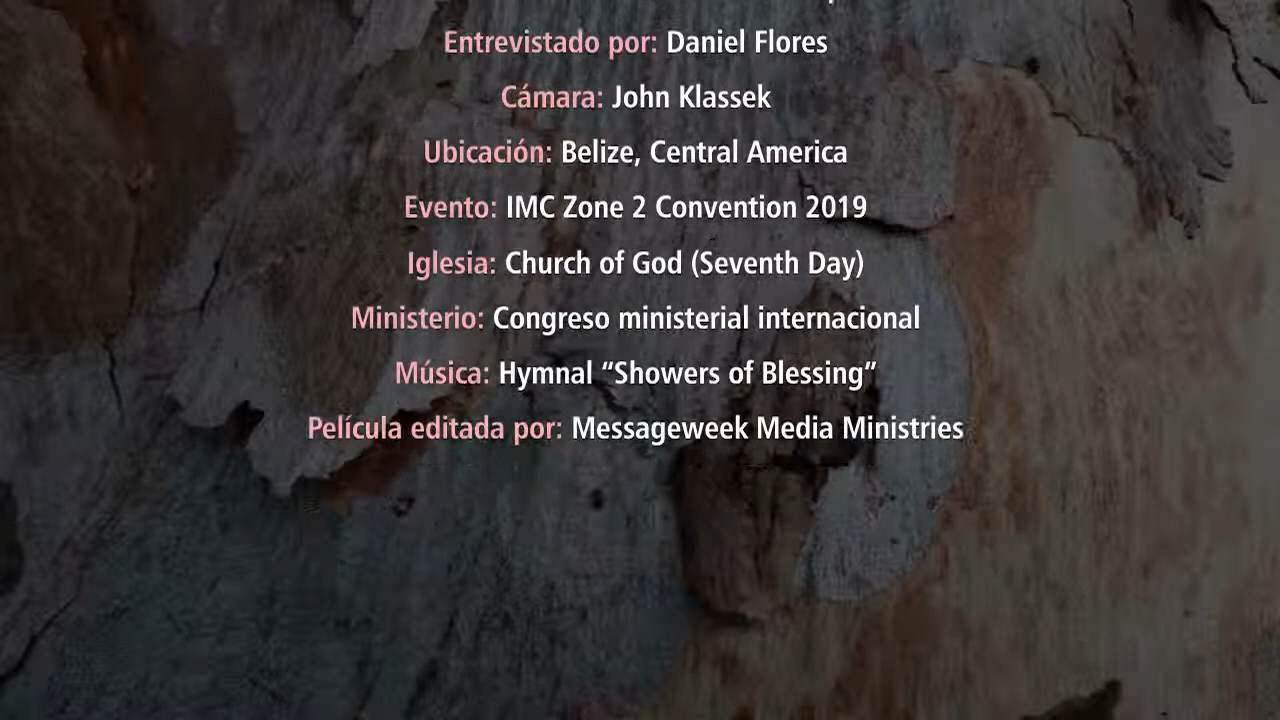 Entrevistado por: Daniel Flores
Cámara: John Klassek
Ubicación: Belize, Central America
Evento: IMC Zone 2 Convention 2019
Iglesia: Church of God (Seventh Day)
Ministerio: Congreso ministerial internacional
Música: Hymnal “Showers of Blessing”
Película editada por: Messageweek Media Ministries